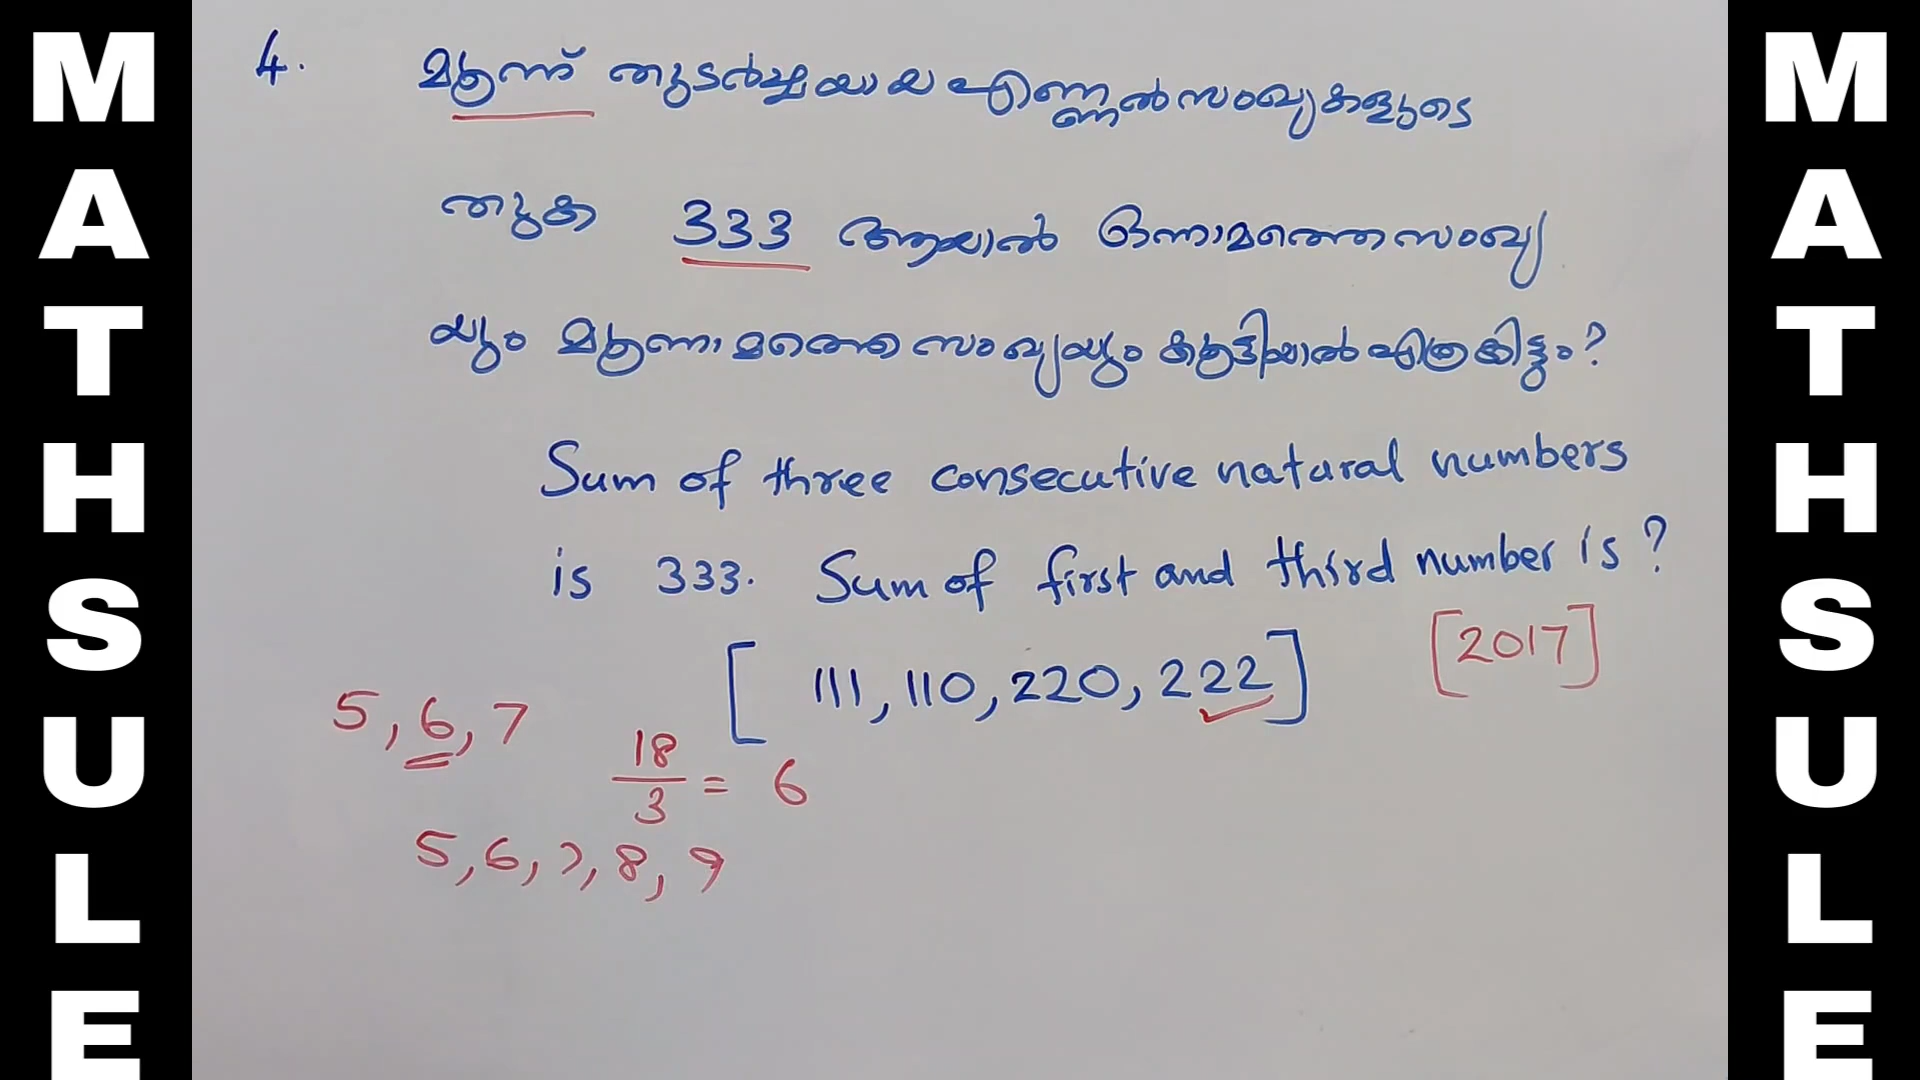 MATHSULE
4. മൂന്ന് തുടർച്ചയായ എണ്ണൽസംഖ്യകളുടെ
തുക 333 ആയാൽ ഒന്നാമത്തെ സംഖ്യ
യും മൂന്നാമത്തെ സംഖ്യയും കൂട്ടിയാൽ എത്ര കിട്ടും?
Sum of three consecutive natural numbers
is 333. Sum of first and third number is?
[2017]
[111, 110, 220, 222]
5, 6, 7
18/3 = 6
5, 6, 7, 8, 9
MATHSULE